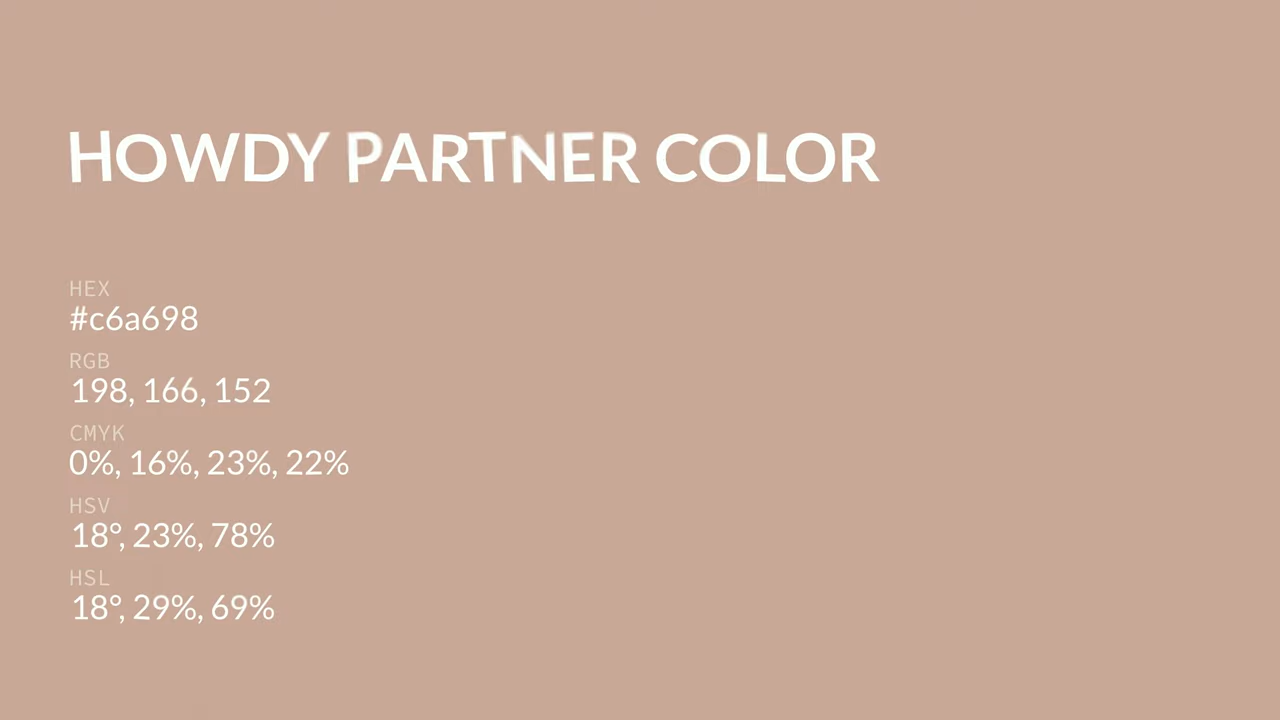 HOWDY PARTNER COLOR
HEX
#c6a698
RGB
198, 166, 152
CMYK
0%, 16%, 23%, 22%
HSV
18°, 23%, 78%
HSL
18°, 29%, 69%